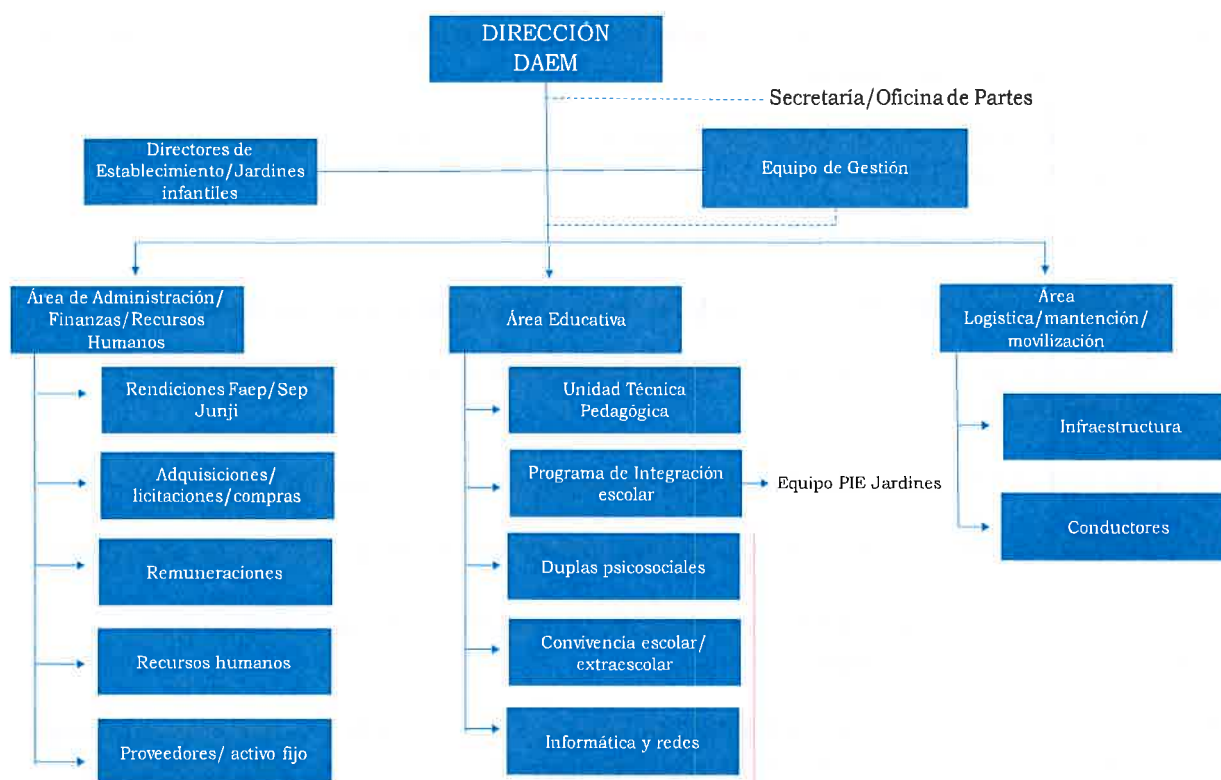 DIRECCIÓN
DAEM
Secretaría/Oficina de Partes
Directores de
Establecimiento/Jardines
infantiles
Equipo de Gestión
Área de Administración/
Finanzas/Recursos
Humanos
Rendiciones Faep/Sep
Junji
Adquisiciones/
licitaciones/compras
Remuneraciones
Recursos humanos
Proveedores/ activo fijo
Área Educativa
Unidad Técnica
Pedagógica
Programa de Integración
escolar
Equipo PIE Jardines
Duplas psicosociales
Convivencia escolar/
extraescolar
Informática y redes
Área
Logistica/mantención/
movilización
Infraestructura
Conductores